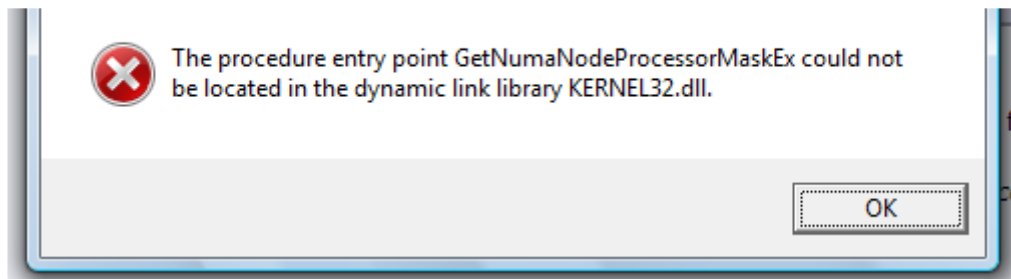 The procedure entry point GetNumaNodeProcessorMaskEx could not
be located in the dynamic link library KERNEL32.dll.
OK